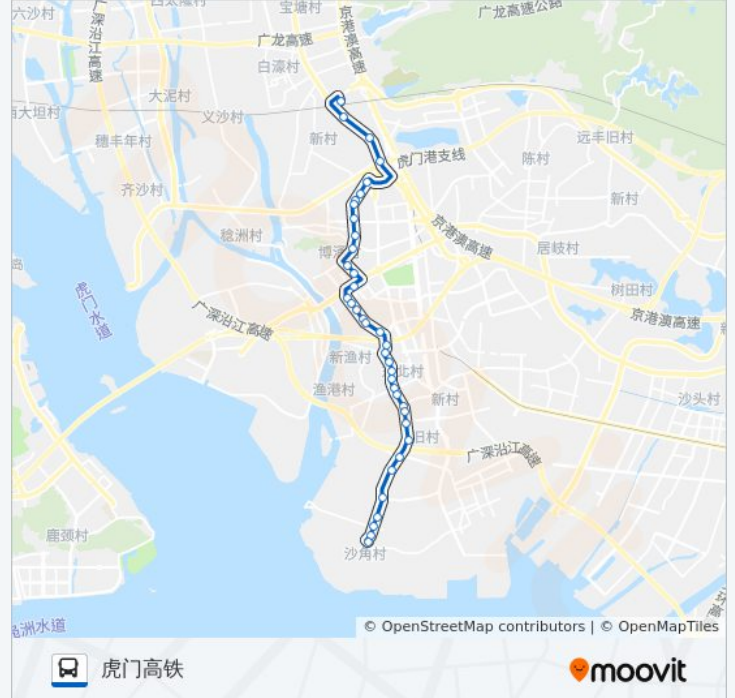 六沙村
广深沿江高速
宝塘村
京港澳高速
广龙高速公路
广龙高速
白濠村
大泥村
义沙村
西大坦村
穗丰年村
新村
虎门港支线
远丰旧村
陈村
齐沙村
新村
稔洲村
京港澳高速
居岐村
岛
虎门水道
树田村
广深沿江高速
京港澳高速
新渔村
北村
渔港村
新村
沙头村
旧村
广深沿江高速
鹿颈村
沙角村
© OpenStreetMap contributors | © OpenMapTiles
虎门高铁
moovit